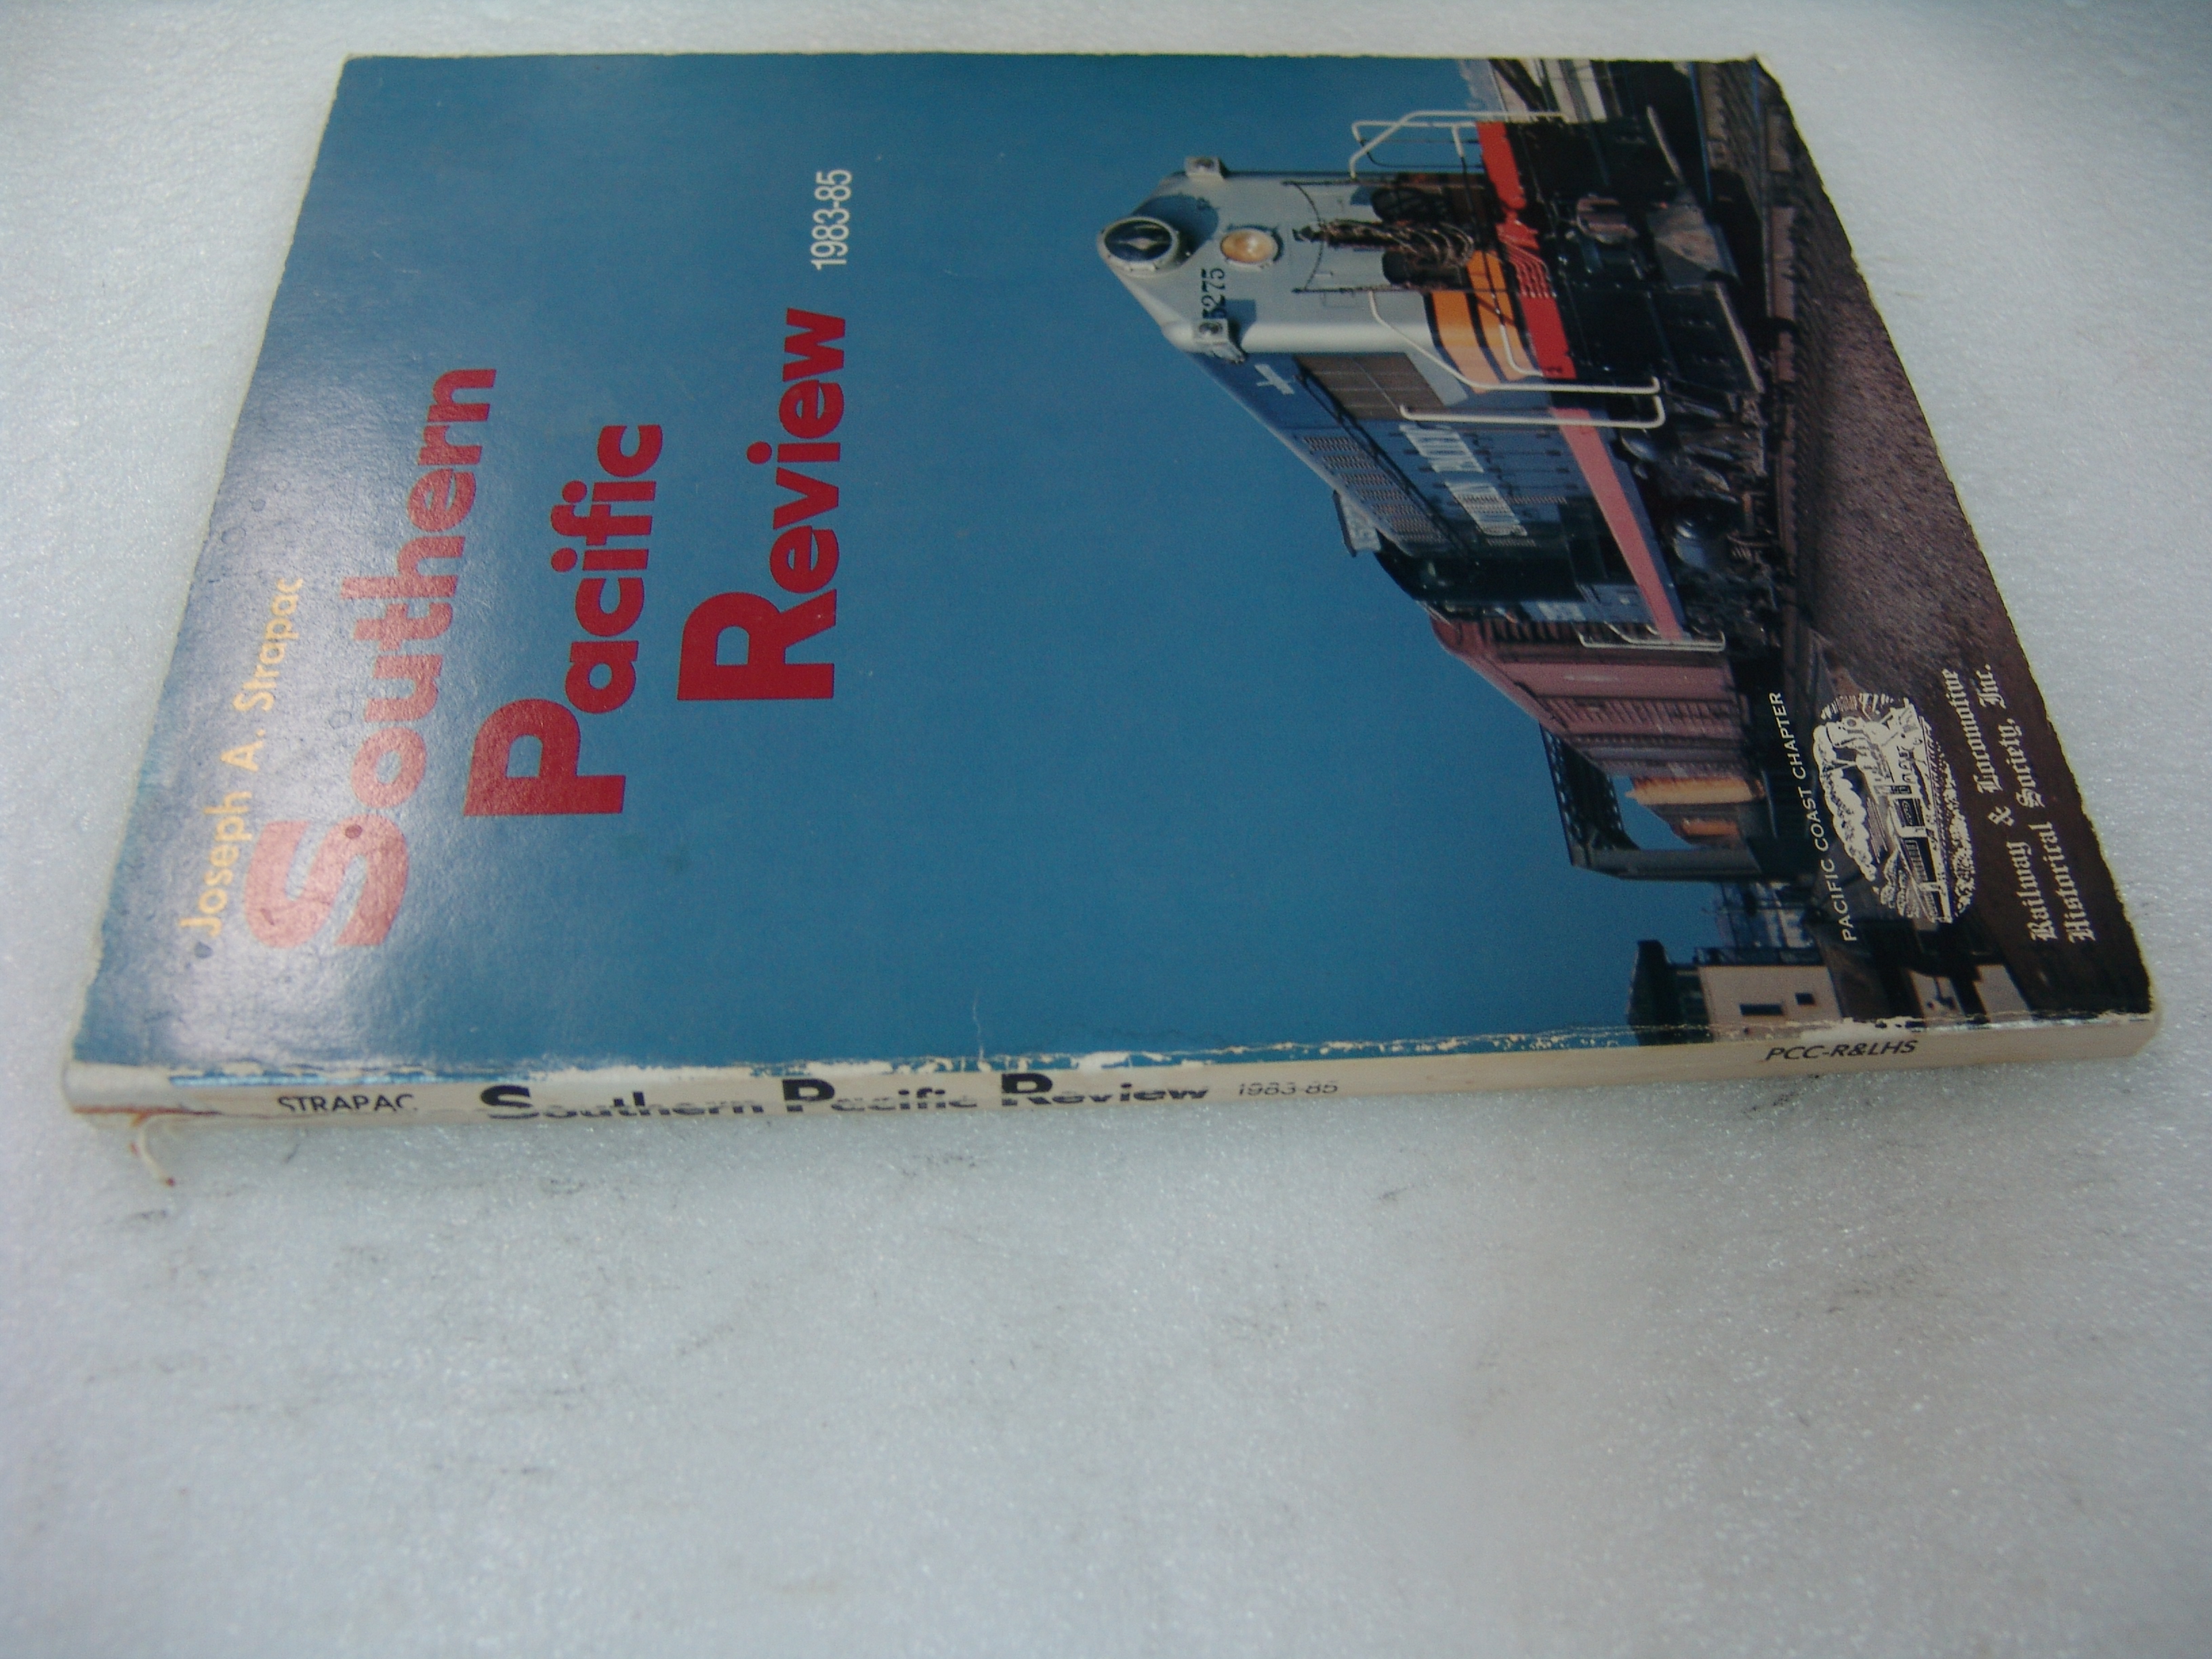 Joseph A. Strapac
Southern
Pacific
Review 1983-85
5275
PACIFIC COAST CHAPTER
Railway & Locomotive
Historical Society, Inc.
STRAPAC Southern Pacific Review 1983-85 PCC-R&LHS